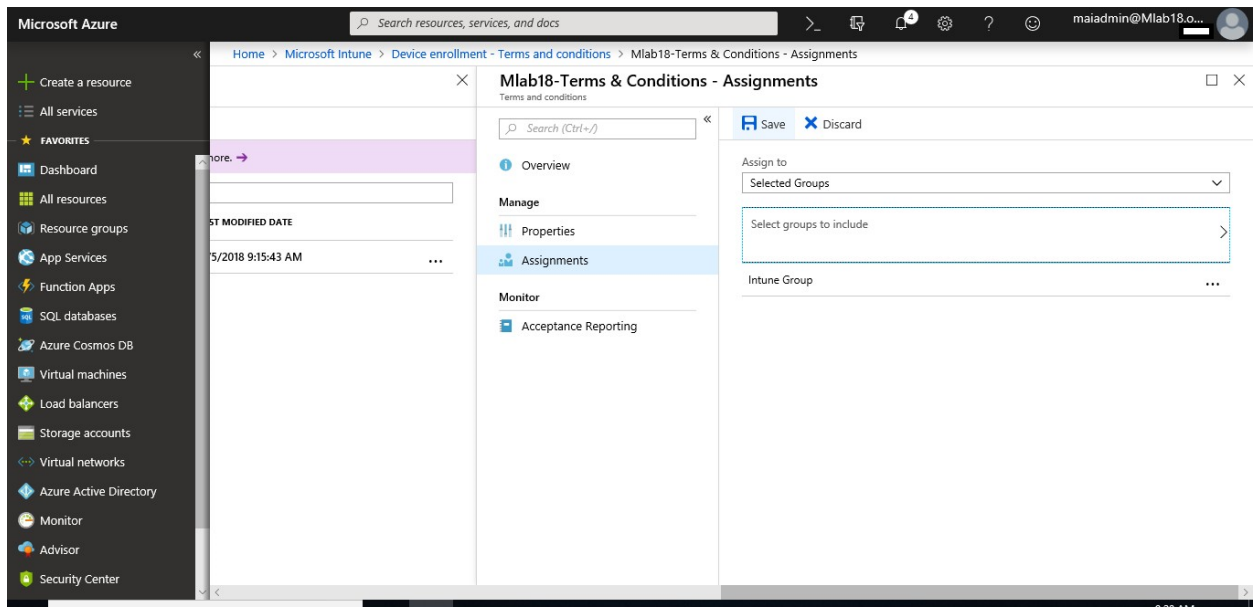 Microsoft Azure
Search resources, services, and docs
4
maiadmin@Mlab18.o...
Home > Microsoft Intune > Device enrollment - Terms and conditions > Mlab18-Terms & Conditions - Assignments
Create a resource
All services
FAVORITES
Dashboard
All resources
Resource groups
App Services
Function Apps
SQL databases
Azure Cosmos DB
Virtual machines
Load balancers
Storage accounts
Virtual networks
Azure Active Directory
Monitor
Advisor
Security Center
more.
ST MODIFIED DATE
/5/2018 9:15:43 AM
Mlab18-Terms & Conditions - Assignments
Terms and conditions
Search (Ctrl+/)
Overview
Manage
Properties
Assignments
Monitor
Acceptance Reporting
Save Discard
Assign to
Selected Groups
Select groups to include
Intune Group